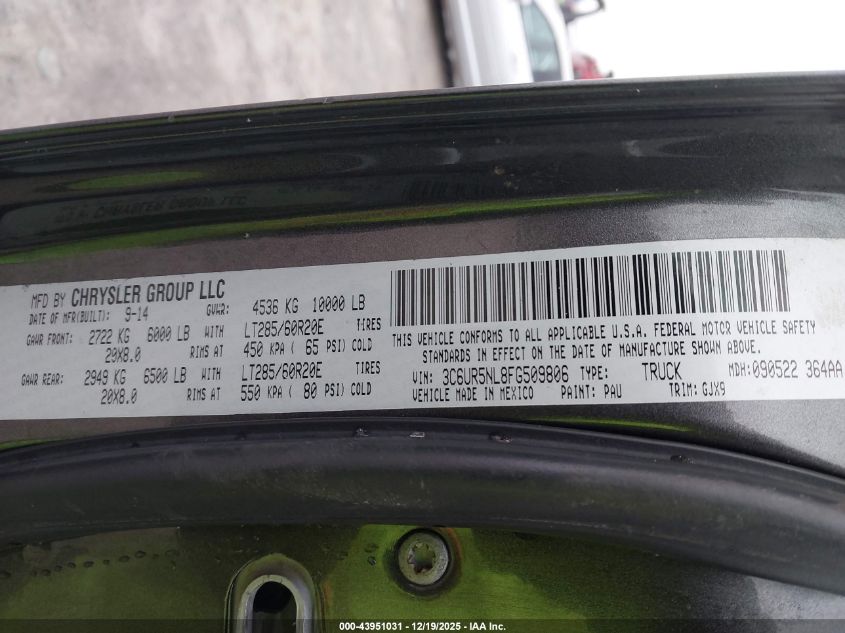 MFD BY CHRYSLER GROUP LLC
DATE OF MFR(BUILT): 9-14 GVWR: 4536 KG 10000 LB
GAWR FRONT: 2722 KG 6000 LB WITH LT285/60R20E TIRES
20X8.0 RIMS AT 450 KPA ( 65 PSI) COLD
GAWR REAR: 2949 KG 6500 LB WITH LT285/60R20E TIRES
20X8.0 RIMS AT 550 KPA ( 80 PSI) COLD
THIS VEHICLE CONFORMS TO ALL APPLICABLE U.S.A. FEDERAL MOTOR VEHICLE SAFETY
STANDARDS IN EFFECT ON THE DATE OF MANUFACTURE SHOWN ABOVE.
VIN: 3C6UR5NL8FG509806 TYPE: TRUCK MDH: 090522 364AA
VEHICLE MADE IN MEXICO PAINT: PAU TRIM: GJX9
000-43951031 - 12/19/2025 - IAA Inc.